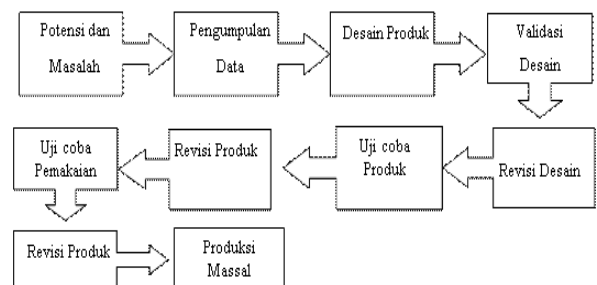 Potensi dan
Masalah
Pengumpulan
Data
Desain Produk
Validasi
Desain
Revisi Desain
Uji coba
Produk
Revisi Produk
Uji coba
Pemakaian
Revisi Produk
Produksi
Massal